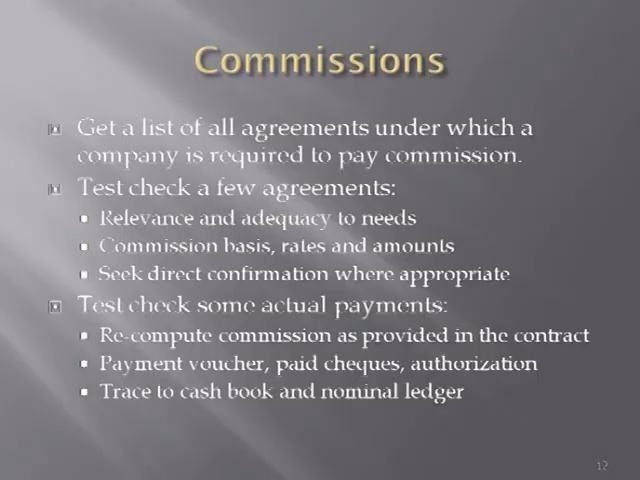 Commissions
Get a list of all agreements under which a
company is required to pay commission.
Test check a few agreements:
Relevance and adequacy to needs
Commission basis, rates and amounts
Seek direct confirmation where appropriate
Test check some actual payments:
Re-compute commission as provided in the contract
Payment voucher, paid cheques, authorization
Trace to cash book and nominal ledger
12